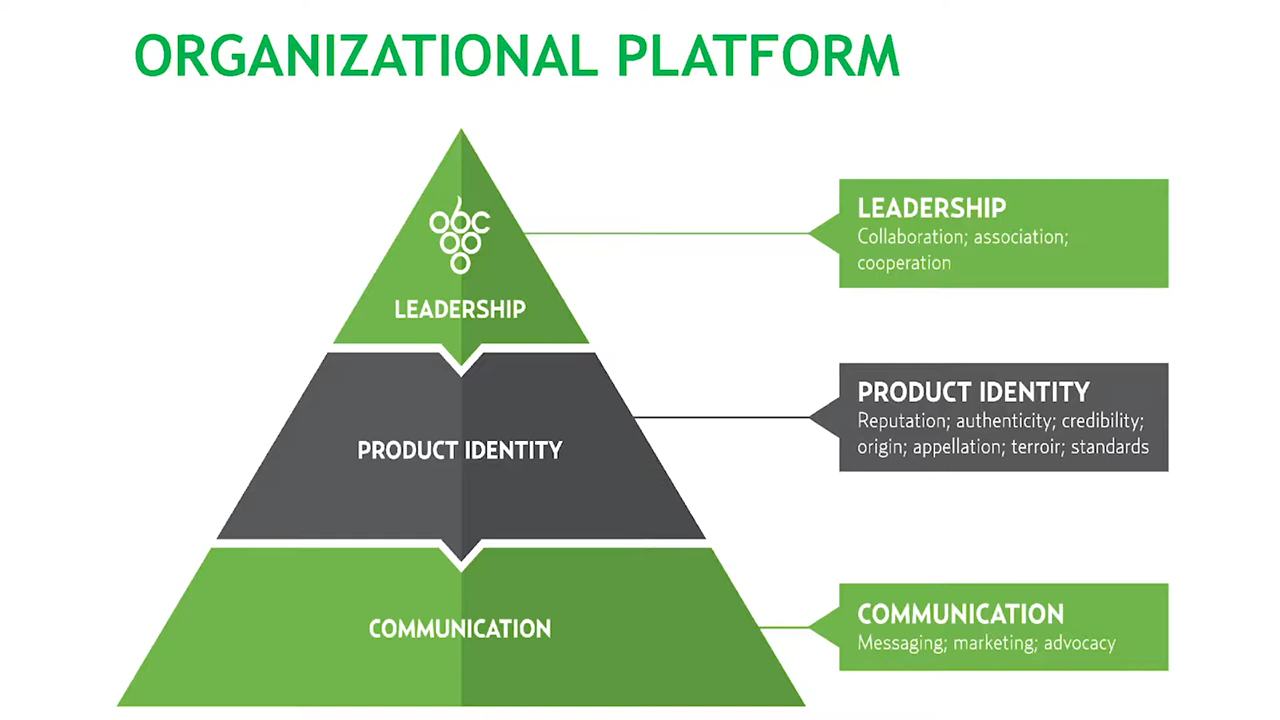 ORGANIZATIONAL PLATFORM
obc
LEADERSHIP
PRODUCT IDENTITY
COMMUNICATION
LEADERSHIP
Collaboration; association;
cooperation
PRODUCT IDENTITY
Reputation; authenticity; credibility;
origin; appellation; terroir; standards
COMMUNICATION
Messaging; marketing; advocacy